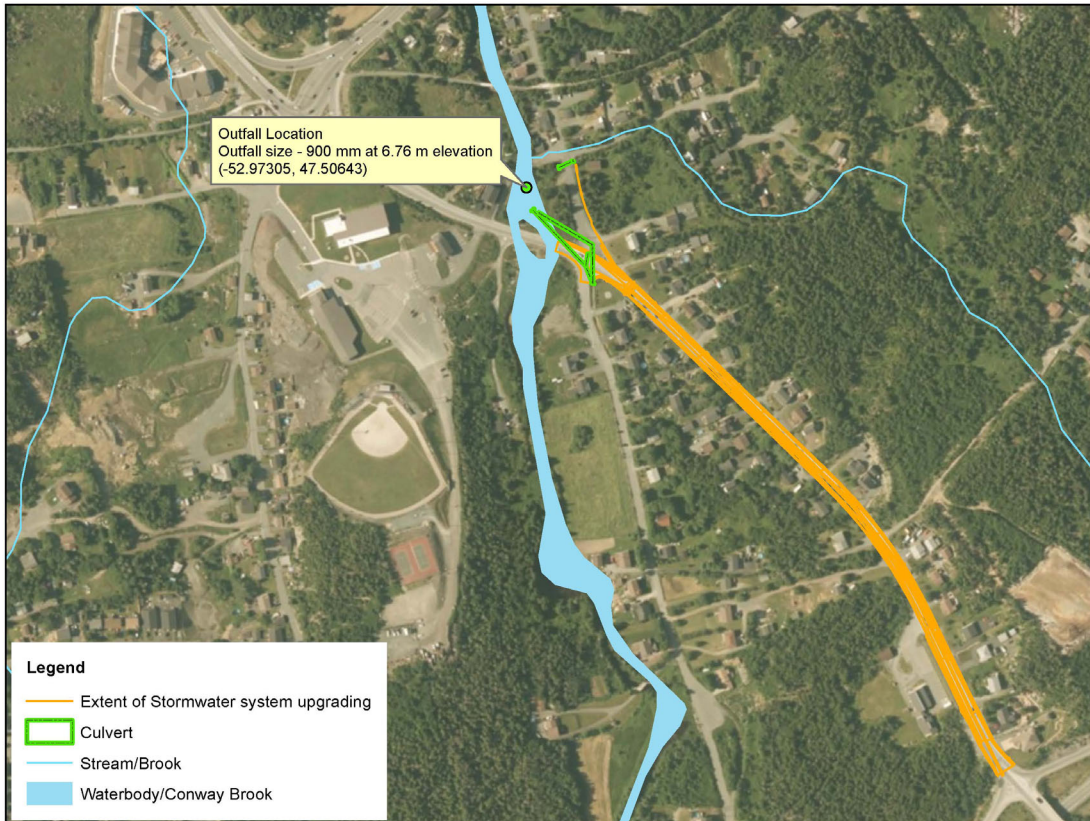 Outfall Location
Outfall size - 900 mm at 6.76 m elevation
(-52.97305, 47.50643)
Legend
Extent of Stormwater system upgrading
Culvert
Stream/Brook
Waterbody/Conway Brook